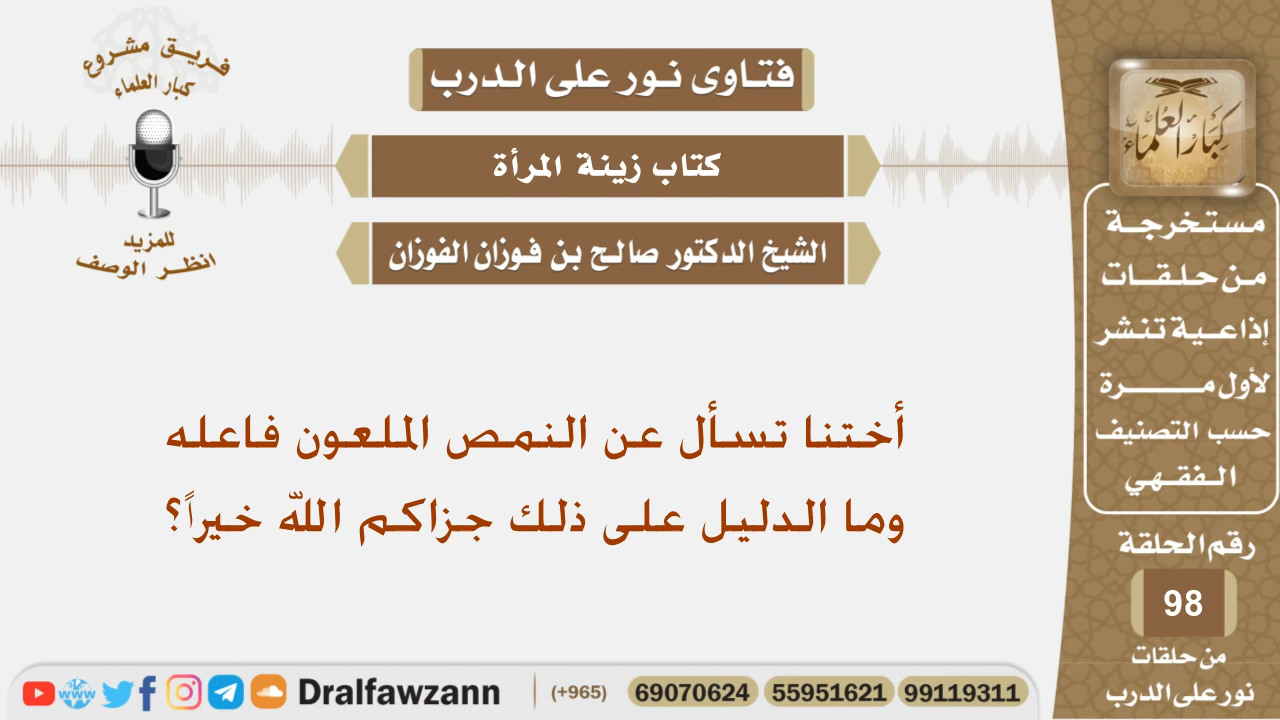 فريق مشروع
كبار العلماء
للمزيد
انظر الوصف
فتاوى نور على الدرب
كتاب زينة المرأة
الشيخ الدكتور صالح بن فوزان الفوزان
أختنا تسأل عن النمص الملعون فاعله
وما الدليل على ذلك جزاكم الله خيراً؟
كبار العلماء
مستخرجة
من حلقات
إذاعية تنشر
لأول مرة
حسب التصنيف
الفقهي
رقم الحلقة
98
من حلقات
نور على الدرب
www
Dralfawzann
(+965)
69070624
55951621
99119311